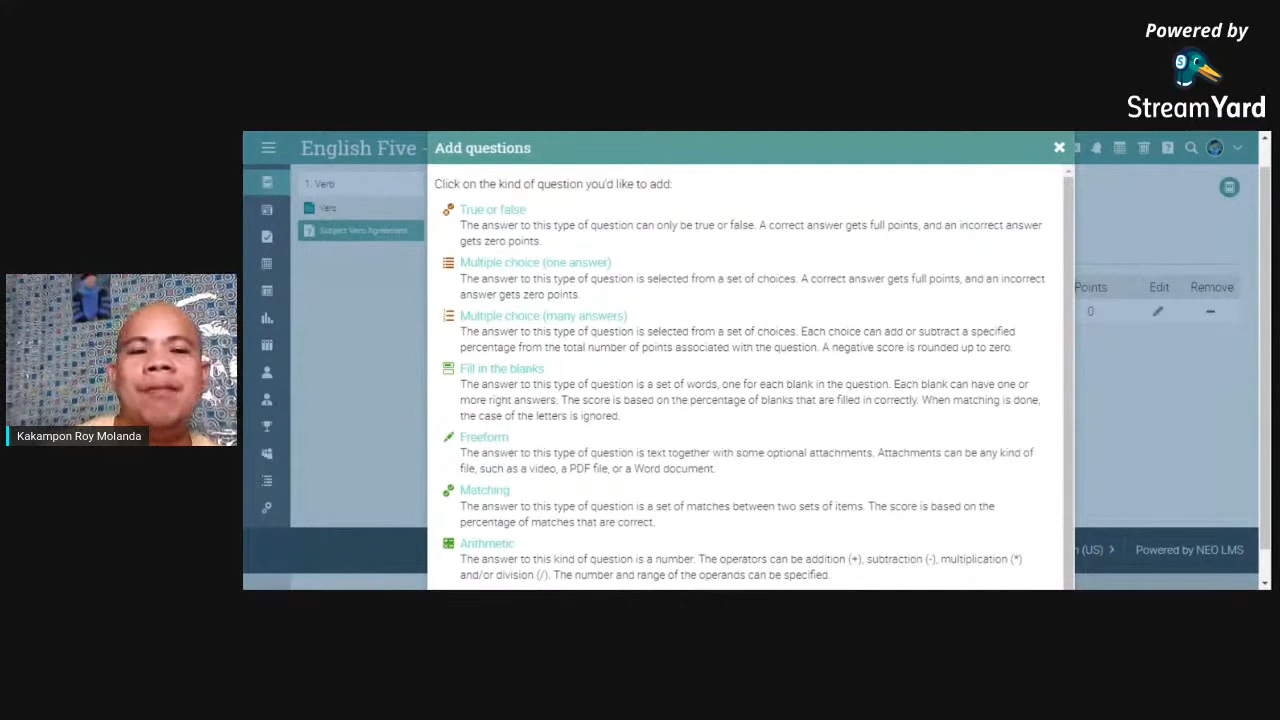 Powered by
StreamYard
English Five -
Add questions
1. Verb
Verb
Subject Verb Agreement
Click on the kind of question you'd like to add:
True or false
The answer to this type of question can only be true or false. A correct answer gets full points, and an incorrect answer
gets zero points.
Multiple choice (one answer)
The answer to this type of question is selected from a set of choices. A correct answer gets full points, and an incorrect
answer gets zero points.
Multiple choice (many answers)
The answer to this type of question is selected from a set of choices. Each choice can add or subtract a specified
percentage from the total number of points associated with the question. A negative score is rounded up to zero.
Fill in the blanks
The answer to this type of question is a set of words, one for each blank in the question. Each blank can have one or
more right answers. The score is based on the percentage of blanks that are filled in correctly. When matching is done,
the case of the letters is ignored.
Freeform
The answer to this type of question is text together with some optional attachments. Attachments can be any kind of
file, such as a video, a PDF file, or a Word document.
Matching
The answer to this type of question is a set of matches between two sets of items. The score is based on the
percentage of matches that are correct.
Arithmetic
The answer to this kind of question is a number. The operators can be addition (+), subtraction (-), multiplication (*)
and/or division (/). The number and range of the operands can be specified.
Points Edit Remove
0
(US)
Powered by NEO LMS
Kakampon Roy Molanda